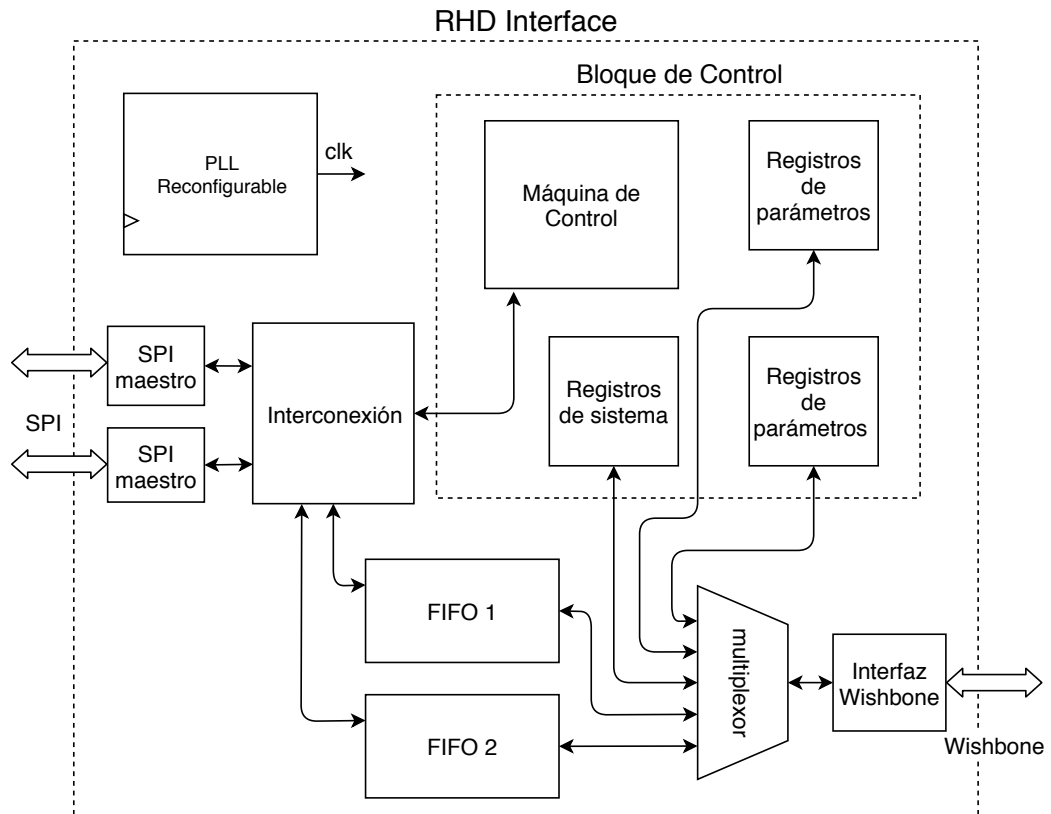 RHD Interface
Bloque de Control
PLL
Reconfigurable
clk
Máquina de
Control
Registros
de
parámetros
SPI
maestro
Interconexión
Registros
de sistema
Registros
de
parámetros
SPI
SPI
maestro
FIFO 1
FIFO 2
multiplexor
Interfaz
Wishbone
Wishbone